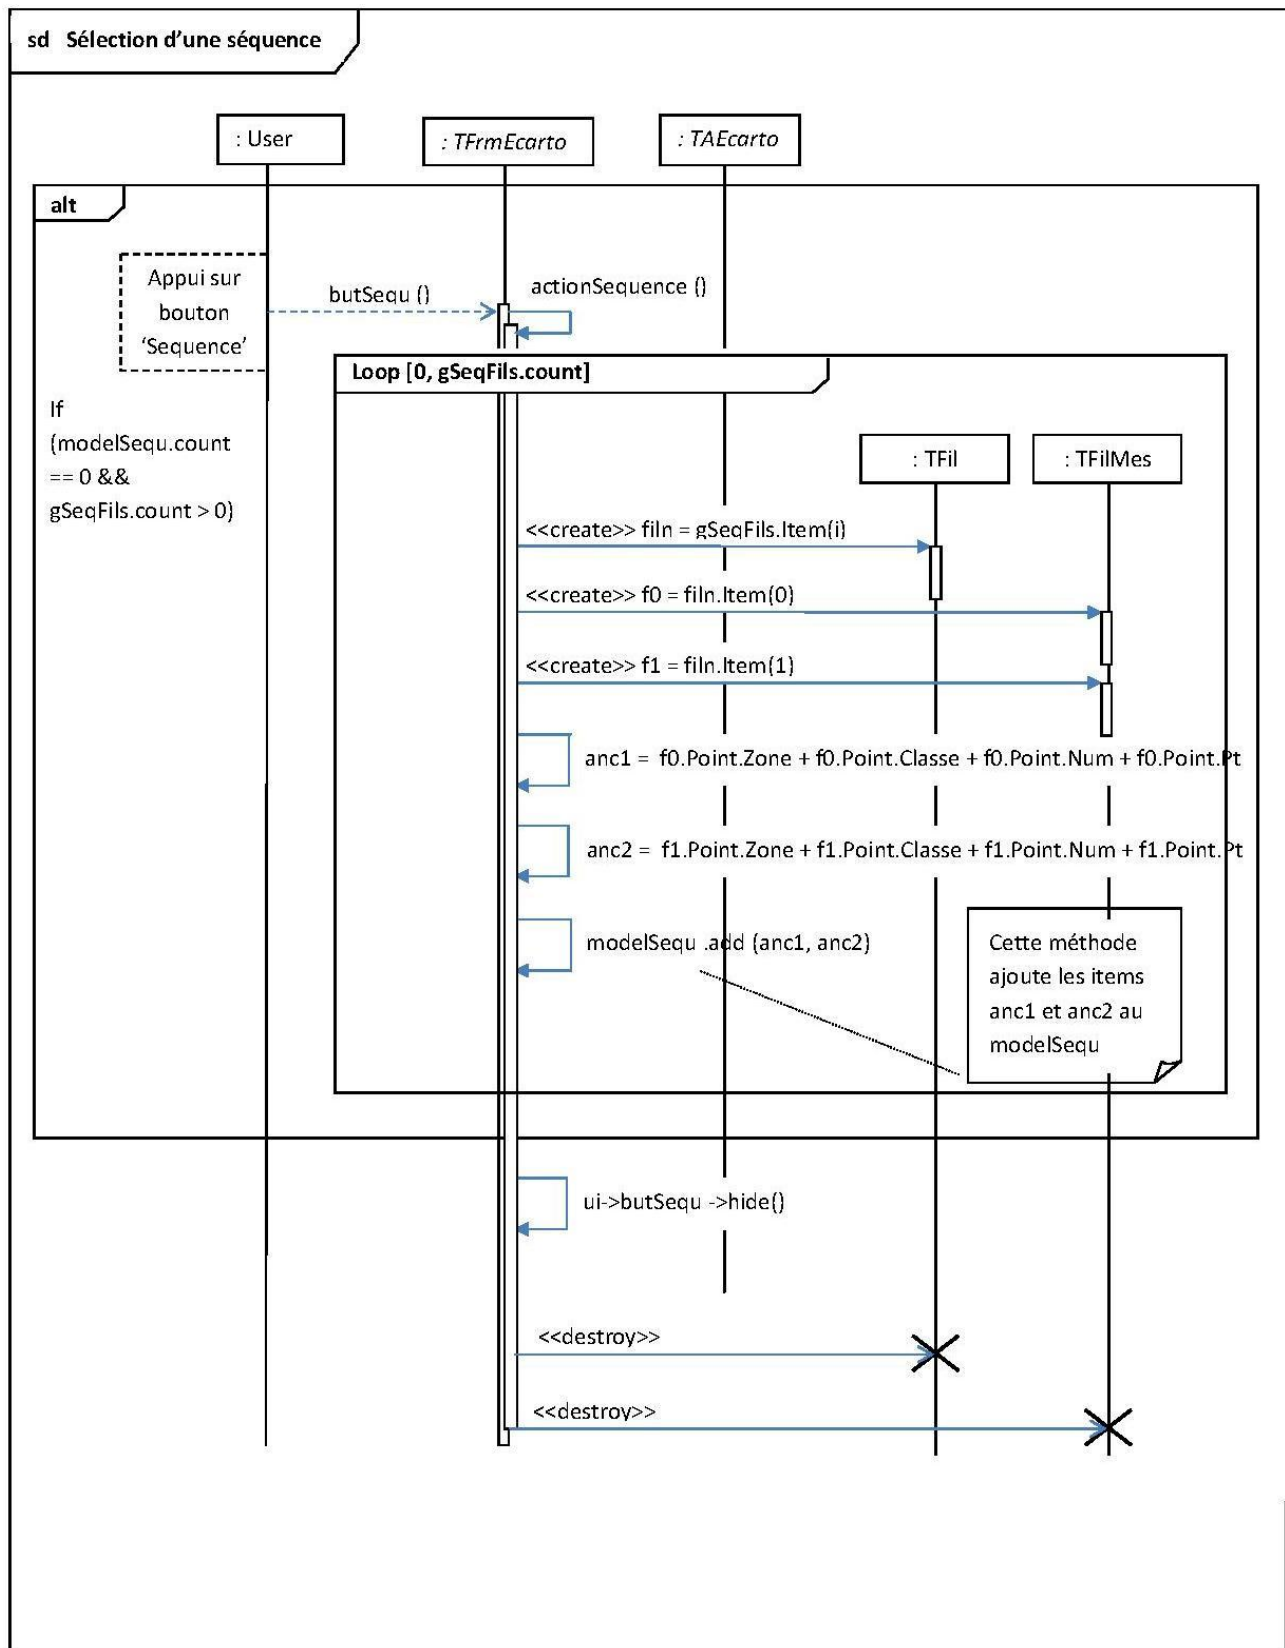 sd Sélection d'une séquence
: User
: TFrmEcarto
: TAEcarto
alt
Appui sur
bouton
'Sequence'
butSequ ()
actionSequence ()
Loop [0, gSeqFils.count]
If
(modelSequ.count
== 0 &&
gSeqFils.count > 0)
: TFil
: TFilMes
<<create>> filn = gSeqFils.Item(i)
<<create>> f0 = filn.Item(0)
<<create>> f1 = filn.Item(1)
anc1 = f0.Point.Zone + f0.Point.Classe + f0.Point.Num + f0.Point.Pt
anc2 = f1.Point.Zone + f1.Point.Classe + f1.Point.Num + f1.Point.Pt
modelSequ .add (anc1, anc2)
Cette méthode
ajoute les items
anc1 et anc2 au
modelSequ
ui->butSequ ->hide()
<<destroy>>
<<destroy>>